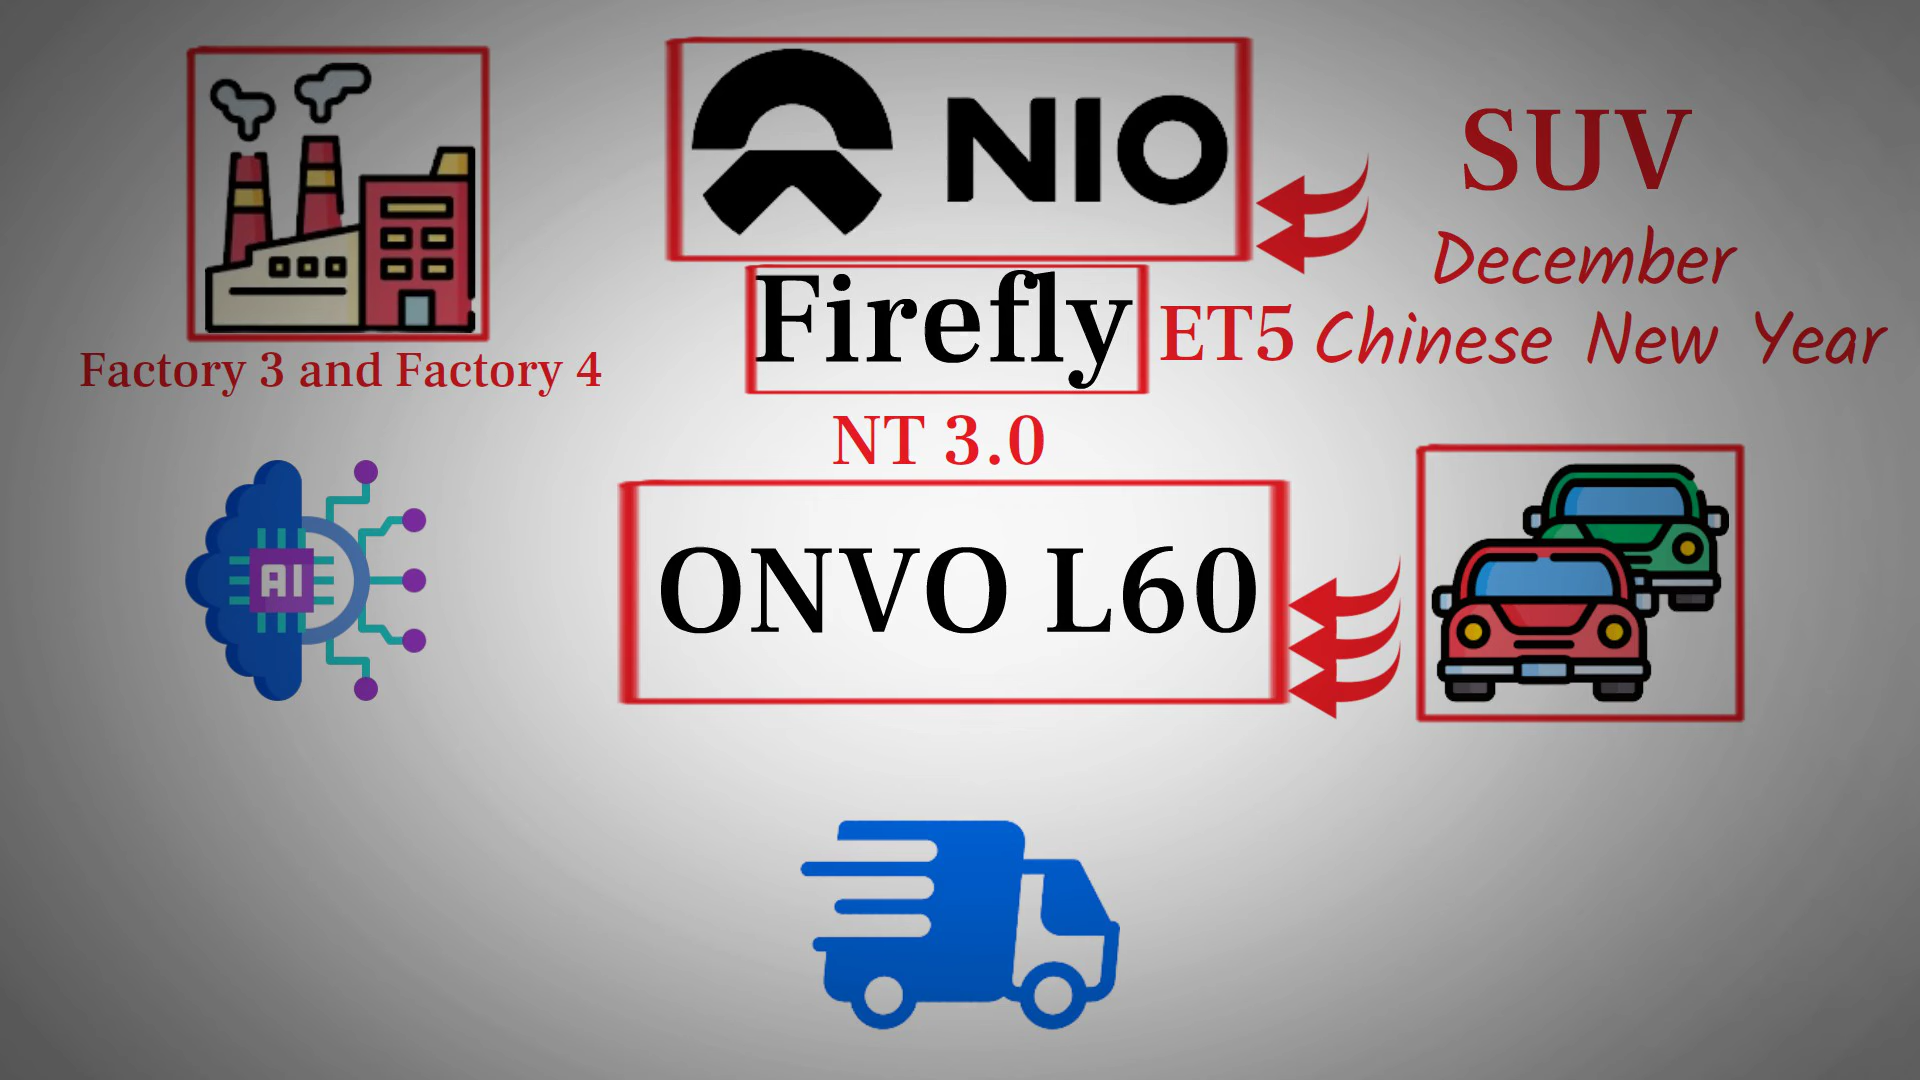 NIO
SUV
December
Firefly
ET5 Chinese New Year
Factory 3 and Factory 4
NT 3.0
AI
ONVO L60